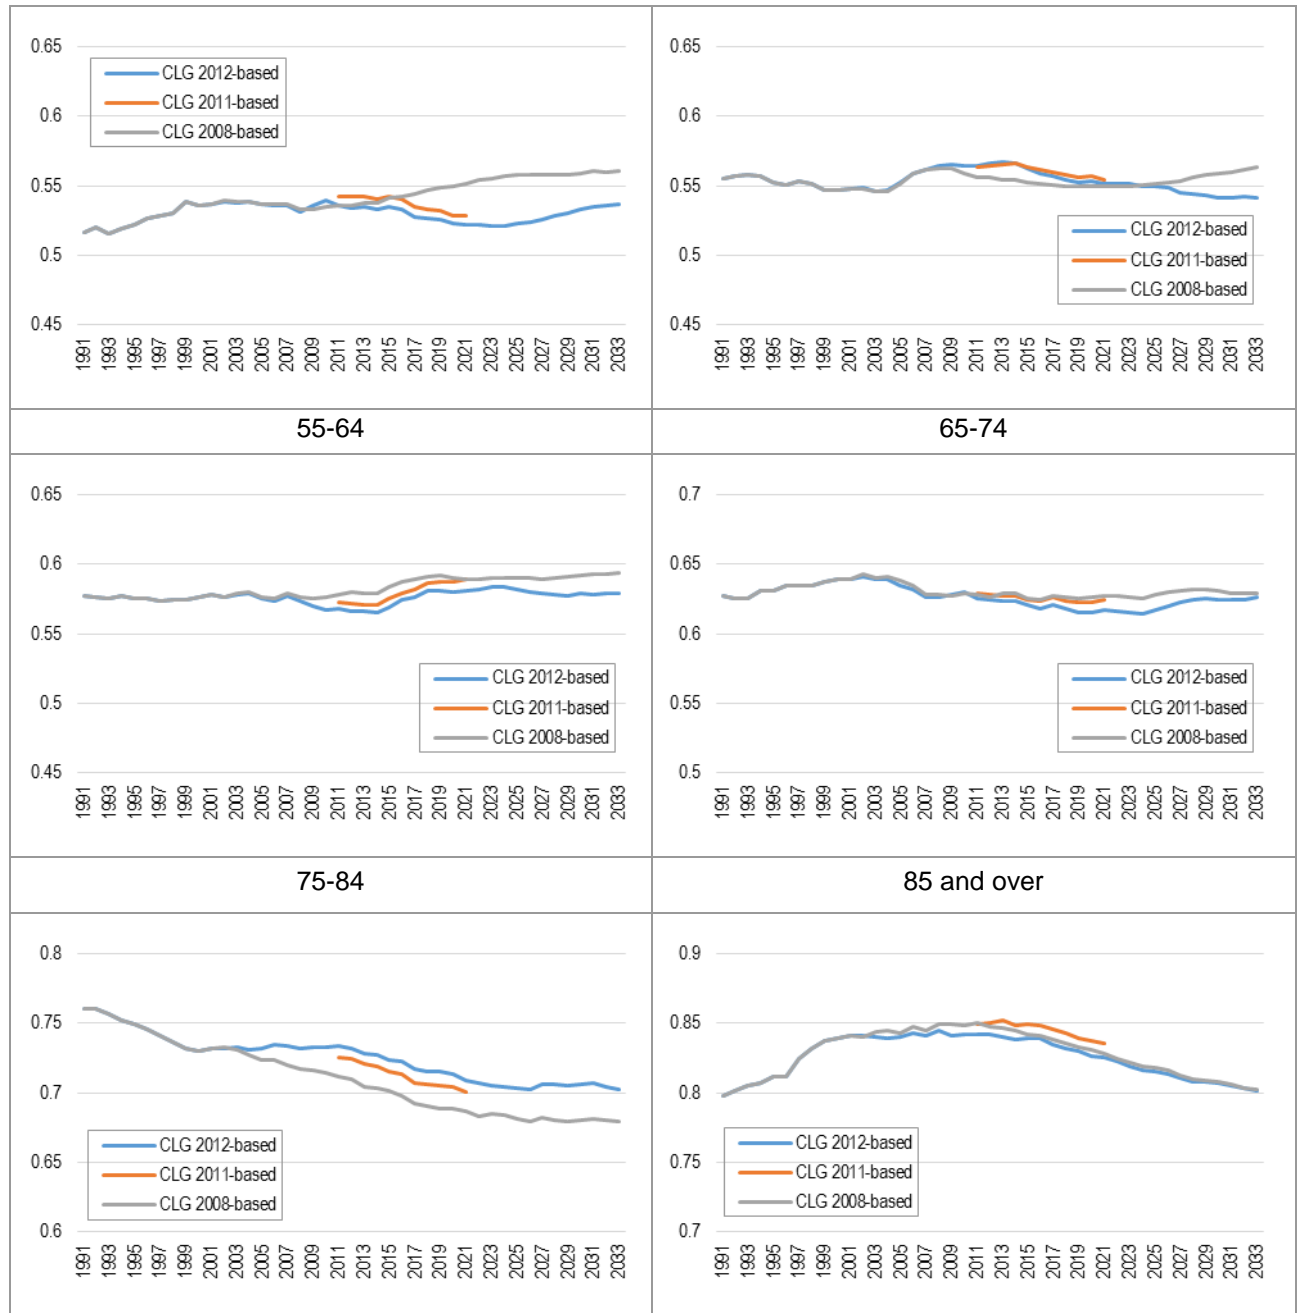 0.65
0.6
0.55
0.5
0.45
CLG 2012-based
CLG 2011-based
CLG 2008-based
1991 1993 1995 1997 1999 2001 2003 2005 2007 2009 2011 2013 2015 2017 2019 2021 2023 2025 2027 2029 2031 2033
0.65
0.6
0.55
0.5
0.45
CLG 2012-based
CLG 2011-based
CLG 2008-based
1991 1993 1995 1997 1999 2001 2003 2005 2007 2009 2011 2013 2015 2017 2019 2021 2023 2025 2027 2029 2031 2033
55-64
65-74
0.65
0.6
0.55
0.5
0.45
CLG 2012-based
CLG 2011-based
CLG 2008-based
1991 1993 1995 1997 1999 2001 2003 2005 2007 2009 2011 2013 2015 2017 2019 2021 2023 2025 2027 2029 2031 2033
0.7
0.65
0.6
0.55
0.5
CLG 2012-based
CLG 2011-based
CLG 2008-based
1991 1993 1995 1997 1999 2001 2003 2005 2007 2009 2011 2013 2015 2017 2019 2021 2023 2025 2027 2029 2031 2033
75-84
85 and over
0.8
0.75
0.7
0.65
0.6
CLG 2012-based
CLG 2011-based
CLG 2008-based
1991 1993 1995 1997 1999 2001 2003 2005 2007 2009 2011 2013 2015 2017 2019 2021 2023 2025 2027 2029 2031 2033
0.9
0.85
0.8
0.75
0.7
CLG 2012-based
CLG 2011-based
CLG 2008-based
1991 1993 1995 1997 1999 2001 2003 2005 2007 2009 2011 2013 2015 2017 2019 2021 2023 2025 2027 2029 2031 2033